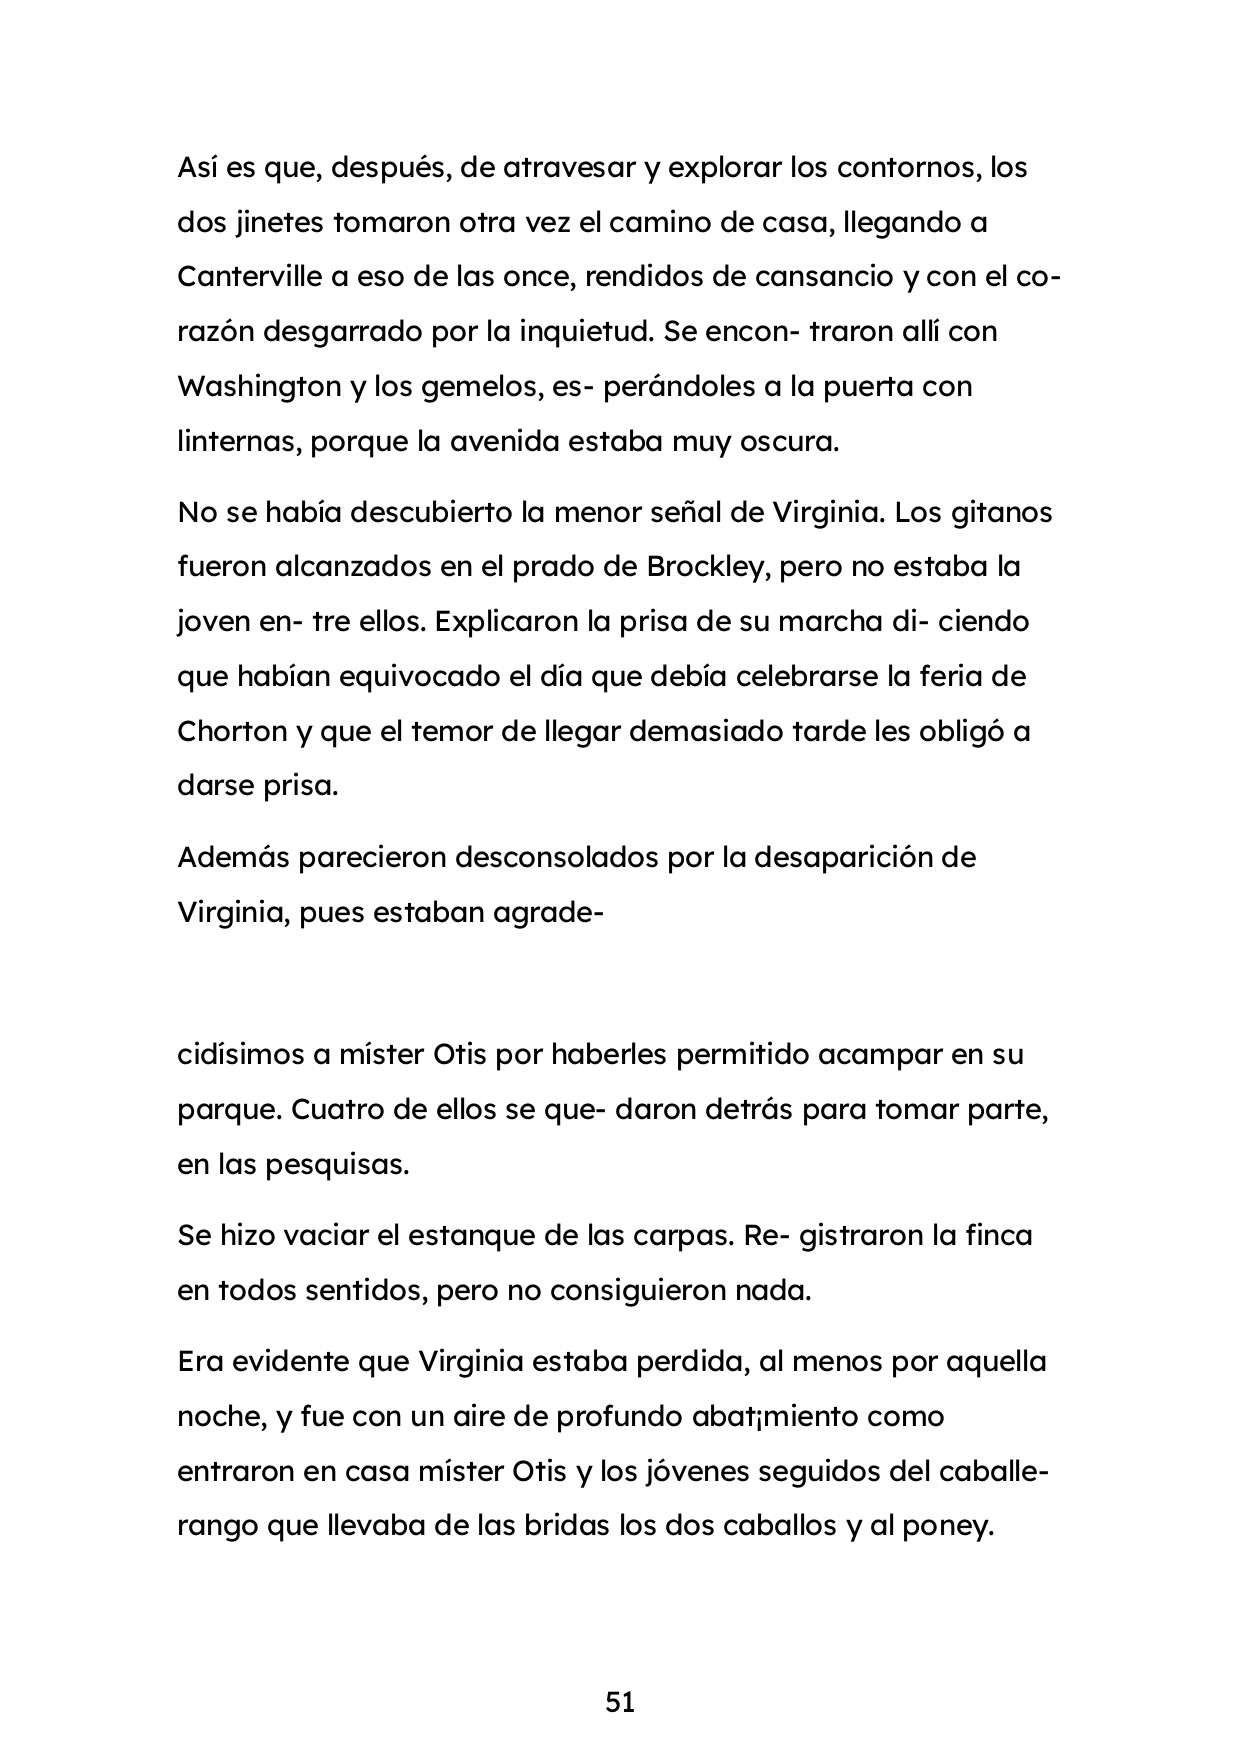 Así es que, después, de atravesar y explorar los contornos, los
dos jinetes tomaron otra vez el camino de casa, llegando a
Canterville a eso de las once, rendidos de cansancio y con el co-
razón desgarrado por la inquietud. Se encon- traron allí con
Washington y los gemelos, es- perándoles a la puerta con
linternas, porque la avenida estaba muy oscura.
No se había descubierto la menor señal de Virginia. Los gitanos
fueron alcanzados en el prado de Brockley, pero no estaba la
joven en- tre ellos. Explicaron la prisa de su marcha di- ciendo
que habían equivocado el día que debía celebrarse la feria de
Chorton y que el temor de llegar demasiado tarde les obligó a
darse prisa.
Además parecieron desconsolados por la desaparición de
Virginia, pues estaban agrade-
cidísimos a míster Otis por haberles permitido acampar en su
parque. Cuatro de ellos se que- daron detrás para tomar parte,
en las pesquisas.
Se hizo vaciar el estanque de las carpas. Re- gistraron la finca
en todos sentidos, pero no consiguieron nada.
Era evidente que Virginia estaba perdida, al menos por aquella
noche, y fue con un aire de profundo abat¡miento como
entraron en casa míster Otis y los jóvenes seguidos del caballe-
rango que llevaba de las bridas los dos caballos y al poney.
51